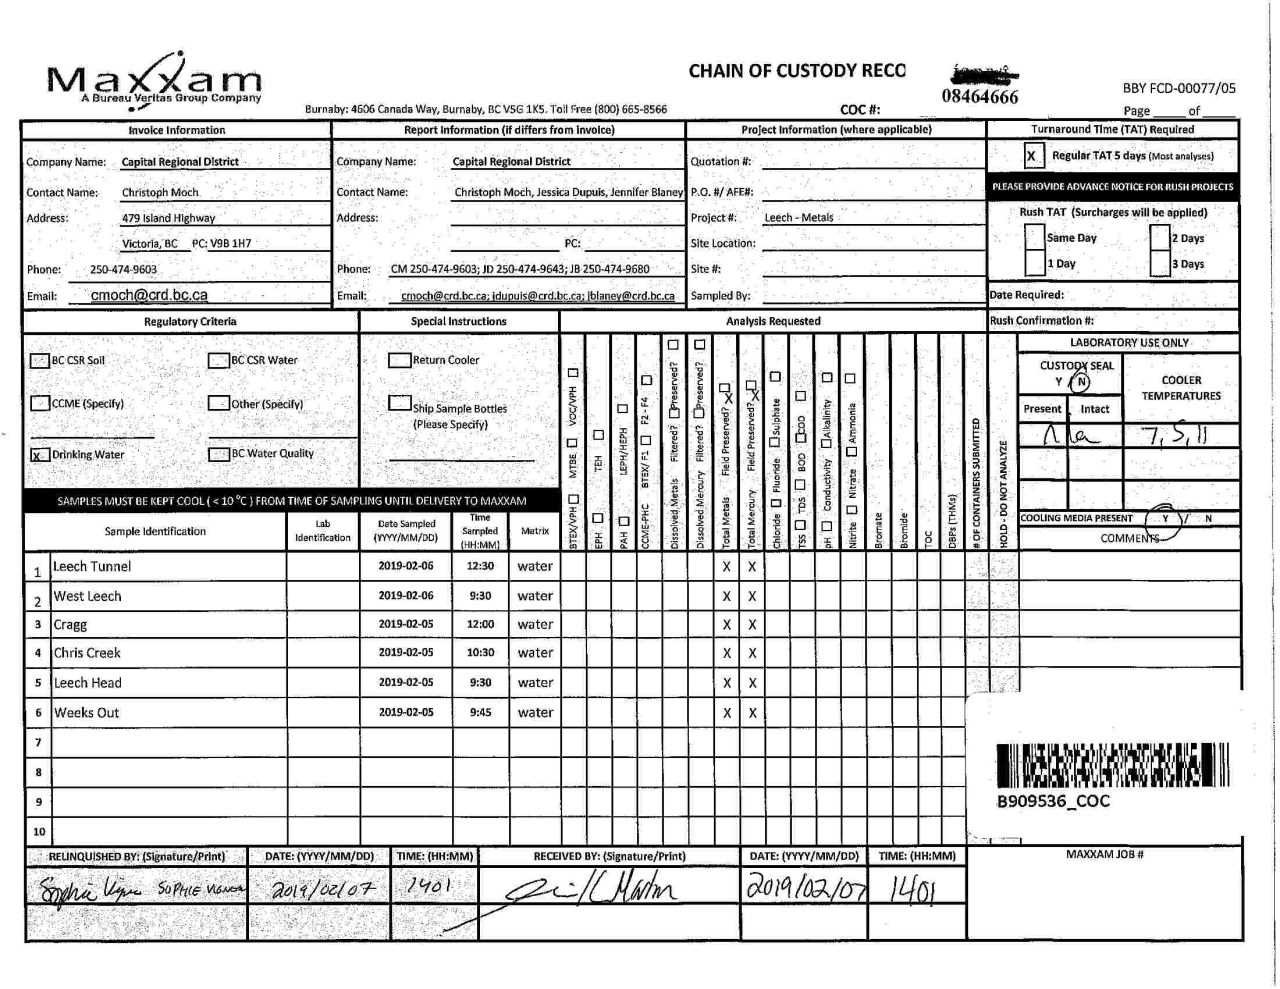 Maxxam
A Bureau Veritas Group Company
Burnaby: 4606 Canada Way, Burnaby, BC V5G 1K5. Toll Free (800) 665-8566
CHAIN OF CUSTODY RECO
COC #:
08464666
BBY FCD-00077/05
Page ____ of ____
Invoice Information
Report Information (if differs from invoice)
Project Information (where applicable)
Turnaround Time (TAT) Required
Company Name: Capital Regional District
Company Name: Capital Regional District
Quotation #:
X Regular TAT 5 days (Most analyses)
Contact Name: Christoph Moch
Contact Name: Christoph Moch, Jessica Dupuis, Jennifer Blaney
P.O. #/ AFE#:
PLEASE PROVIDE ADVANCE NOTICE FOR RUSH PROJECTS
Address: 479 Island Highway
Address:
Project #: Leech - Metals
Rush TAT (Surcharges will be applied)
Victoria, BC PC: V9B 1H7
PC:
Site Location:
Same Day
2 Days
1 Day
3 Days
Phone: 250-474-9603
Phone: CM 250-474-9603; JD 250-474-9643; JB 250-474-9680
Site #:
Email: cmoch@crd.bc.ca
Email: cmoch@crd.bc.ca; jdupuis@crd.bc.ca; jblaney@crd.bc.ca
Sampled By:
Date Required:
Regulatory Criteria
Special Instructions
Analysis Requested
Rush Confirmation #:
BC CSR Soil
BC CSR Water
CCME (Specify)
Other (Specify)
X Drinking Water
BC Water Quality
Return Cooler
Ship Sample Bottles
(Please Specify)
LABORATORY USE ONLY
CUSTODY SEAL
Y / N
Present Intact
COOLER
TEMPERATURES
7, 5, 11
COOLING MEDIA PRESENT Y / N
COMMENTS
SAMPLES MUST BE KEPT COOL ( < 10 °C ) FROM TIME OF SAMPLING UNTIL DELIVERY TO MAXXAM
Sample Identification
Lab Identification
Date Sampled (YYYY/MM/DD)
Time Sampled (HH:MM)
Matrix
BTEX/VPH MTBE VOC/VPH
EPH TEH
PAH LEPH/HEPH
CCME-PHC BTEX/ F1 F2 - F4
Dissolved Metals Filtered? Preserved?
Dissolved Mercury Filtered? Preserved?
Total Metals Field Preserved? X
Total Mercury Field Preserved? X
Chloride Fluoride Sulphate
TSS TDS BOD COD
pH Conductivity Alkalinity
Nitrite Nitrate Ammonia
Bromate
Bromide
TOC
DBPs (THMs)
# OF CONTAINERS SUBMITTED
HOLD - DO NOT ANALYZE
1 Leech Tunnel 2019-02-06 12:30 water X X
2 West Leech 2019-02-06 9:30 water X X
3 Cragg 2019-02-05 12:00 water X X
4 Chris Creek 2019-02-05 10:30 water X X
5 Leech Head 2019-02-05 9:30 water X X
6 Weeks Out 2019-02-05 9:45 water X X
7
8
9
10
B909536_COC
RELINQUISHED BY: (Signature/Print)
DATE: (YYYY/MM/DD)
TIME: (HH:MM)
RECEIVED BY: (Signature/Print)
DATE: (YYYY/MM/DD)
TIME: (HH:MM)
MAXXAM JOB #
Sophie SOPHIE 2019/02/07 1401 2019/02/07 1401